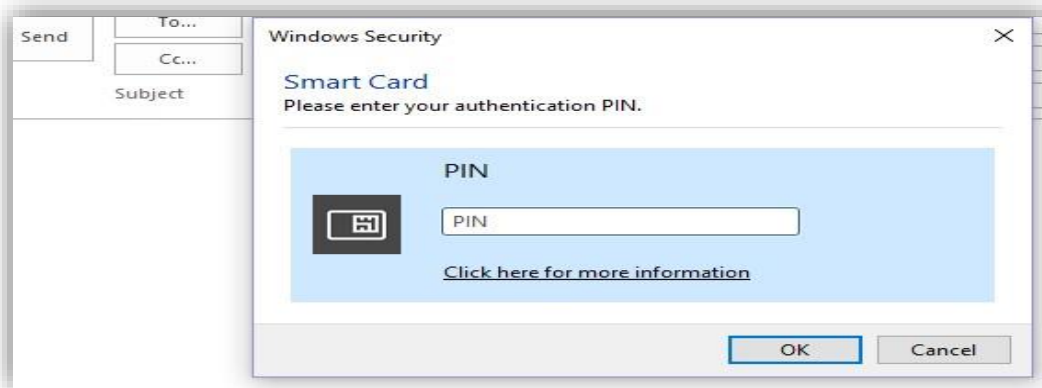 To...
Send
Cc...
Subject
Windows Security
Smart Card
Please enter your authentication PIN.
PIN
PIN
Click here for more information
OK
Cancel